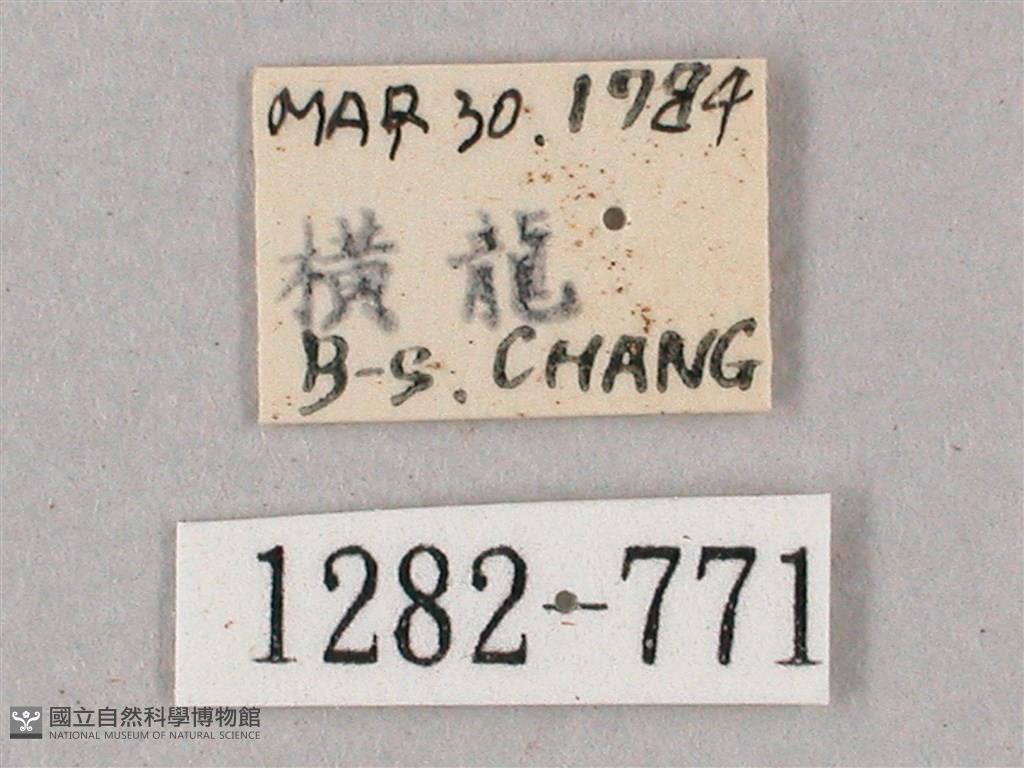 MAR 30. 1984
橫龍
B-S. CHANG
1282-771
國立自然科學博物館
NATIONAL MUSEUM OF NATURAL SCIENCE